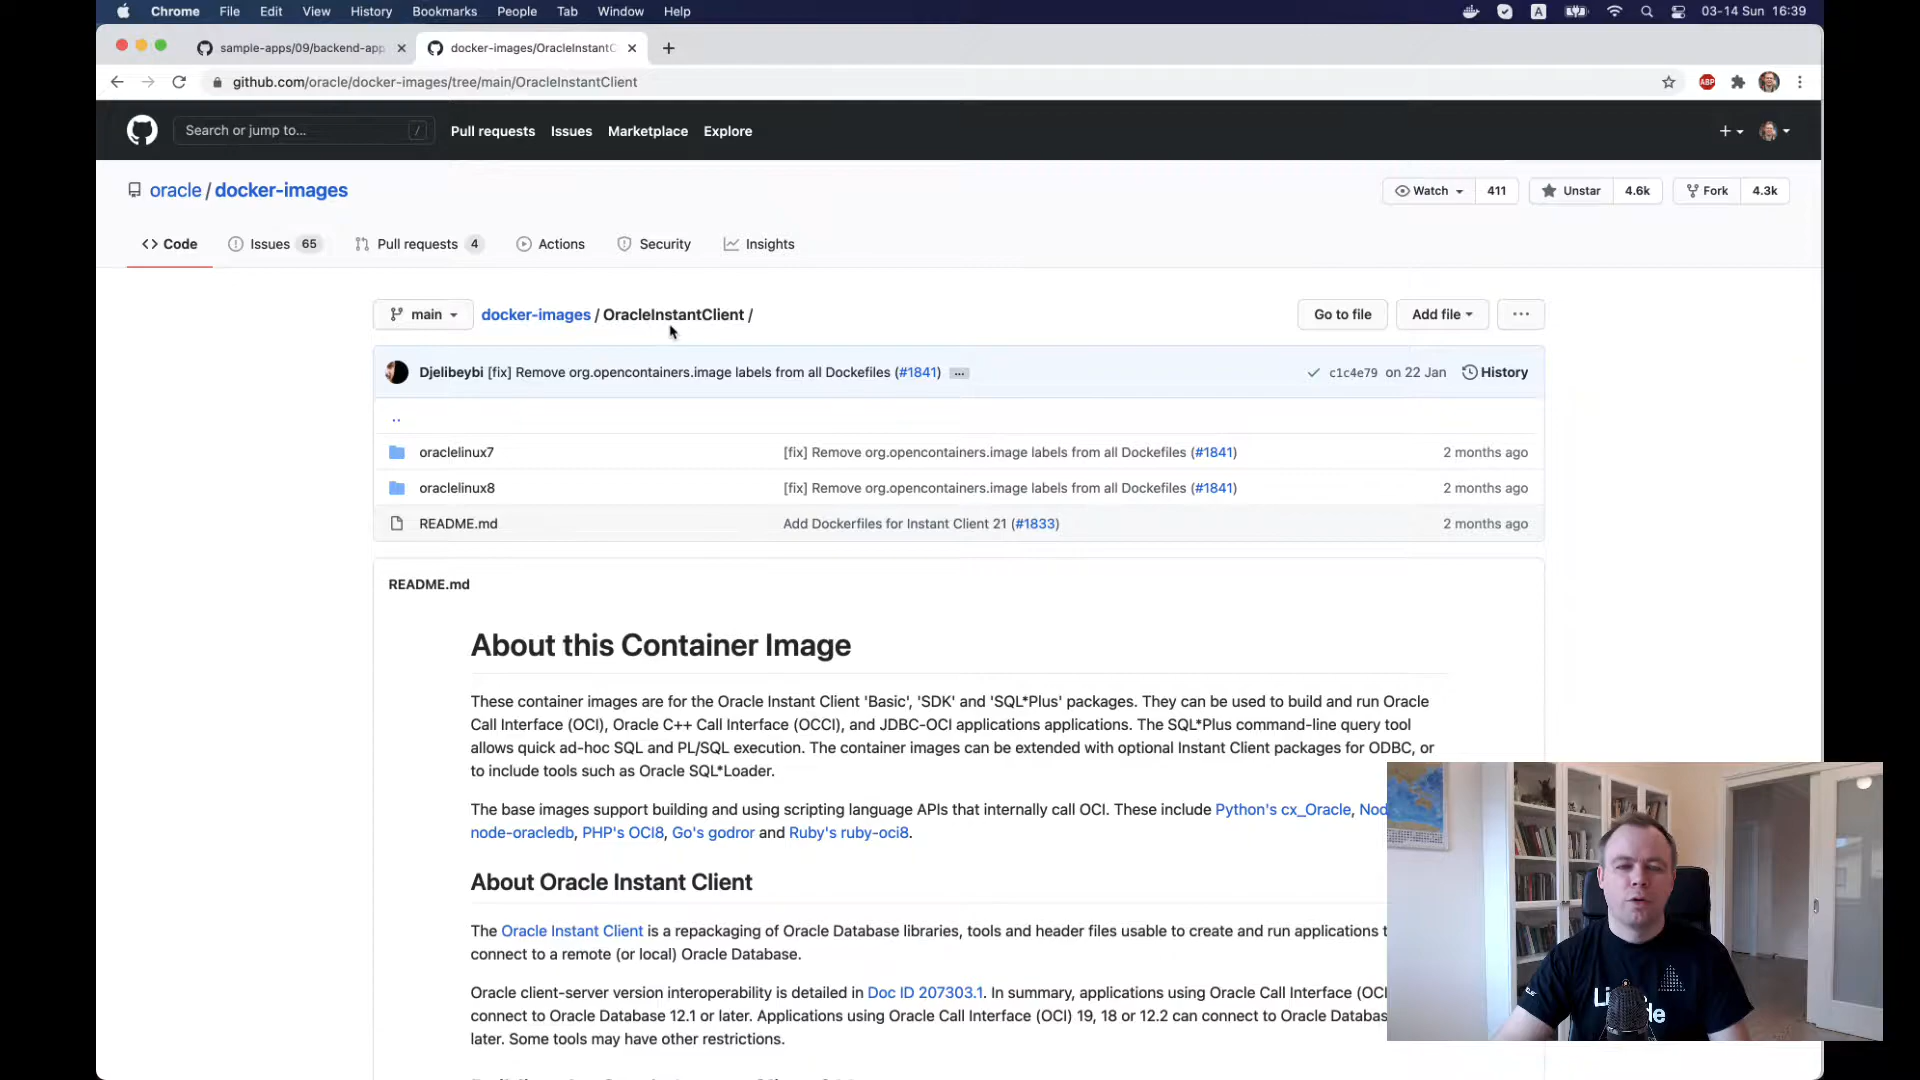 Chrome File Edit View History Bookmarks People Tab Window Help A 03-14 Sun 16:39
sample-apps/09/backend-app docker-images/OracleInstantC
github.com/oracle/docker-images/tree/main/OracleInstantClient ABP
Search or jump to... / Pull requests Issues Marketplace Explore
oracle / docker-images Watch 411 Unstar 4.6k Fork 4.3k
Code Issues 65 Pull requests 4 Actions Security Insights
main docker-images / OracleInstantClient / Go to file Add file ...
Djelibeybi [fix] Remove org.opencontainers.image labels from all Dockefiles (#1841) ... c1c4e79 on 22 Jan History
..
oraclelinux7 [fix] Remove org.opencontainers.image labels from all Dockefiles (#1841) 2 months ago
oraclelinux8 [fix] Remove org.opencontainers.image labels from all Dockefiles (#1841) 2 months ago
README.md Add Dockerfiles for Instant Client 21 (#1833) 2 months ago
README.md
About this Container Image
These container images are for the Oracle Instant Client 'Basic', 'SDK' and 'SQL*Plus' packages. They can be used to build and run Oracle
Call Interface (OCI), Oracle C++ Call Interface (OCCI), and JDBC-OCI applications applications. The SQL*Plus command-line query tool
allows quick ad-hoc SQL and PL/SQL execution. The container images can be extended with optional Instant Client packages for ODBC, or
to include tools such as Oracle SQL*Loader.
The base images support building and using scripting language APIs that internally call OCI. These include Python's cx_Oracle, Nod
node-oracledb, PHP's OCI8, Go's godror and Ruby's ruby-oci8.
About Oracle Instant Client
The Oracle Instant Client is a repackaging of Oracle Database libraries, tools and header files usable to create and run applications t
connect to a remote (or local) Oracle Database.
Oracle client-server version interoperability is detailed in Doc ID 207303.1. In summary, applications using Oracle Call Interface (OCI
connect to Oracle Database 12.1 or later. Applications using Oracle Call Interface (OCI) 19, 18 or 12.2 can connect to Oracle Databas
later. Some tools may have other restrictions.